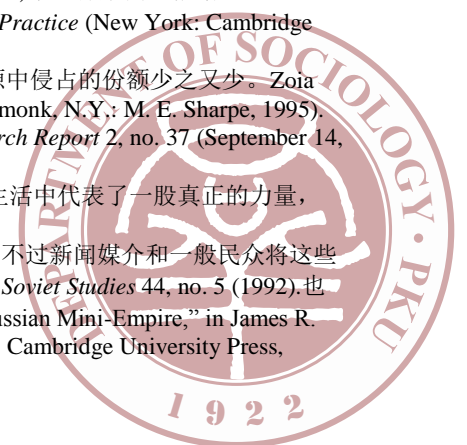 Practice (New York: Cambridge
原中侵占的份额少之又少。Zoia
monk, N.Y.: M. E. Sharpe, 1995).
rch Report 2, no. 37 (September 14,
生活中代表了一股真正的力量，
不过新闻媒介和一般民众将这些
Soviet Studies 44, no. 5 (1992).也
ussian Mini-Empire,” in James R.
Cambridge University Press,
DEPARTMENT OF SOCIOLOGY · PKU
1922